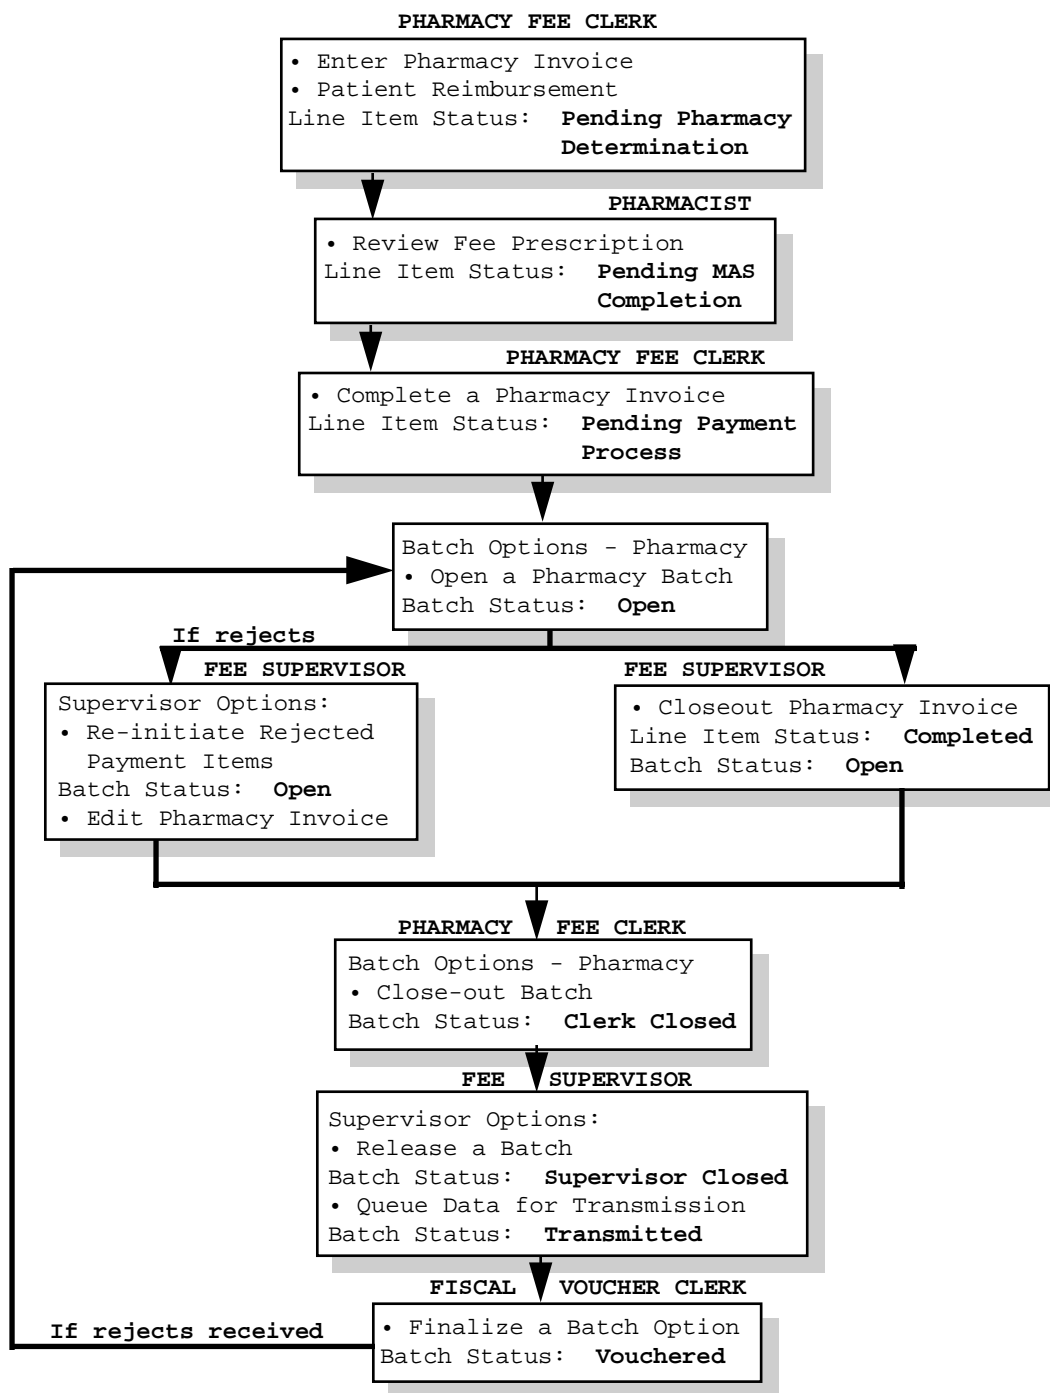 PHARMACY FEE CLERK
• Enter Pharmacy Invoice
• Patient Reimbursement
Line Item Status: Pending Pharmacy
Determination
PHARMACIST
• Review Fee Prescription
Line Item Status: Pending MAS
Completion
PHARMACY FEE CLERK
• Complete a Pharmacy Invoice
Line Item Status: Pending Payment
Process
Batch Options - Pharmacy
• Open a Pharmacy Batch
Batch Status: Open
If rejects
FEE SUPERVISOR
Supervisor Options:
• Re-initiate Rejected
Payment Items
Batch Status: Open
• Edit Pharmacy Invoice
FEE SUPERVISOR
• Closeout Pharmacy Invoice
Line Item Status: Completed
Batch Status: Open
PHARMACY FEE CLERK
Batch Options - Pharmacy
• Close-out Batch
Batch Status: Clerk Closed
FEE SUPERVISOR
Supervisor Options:
• Release a Batch
Batch Status: Supervisor Closed
• Queue Data for Transmission
Batch Status: Transmitted
FISCAL VOUCHER CLERK
• Finalize a Batch Option
Batch Status: Vouchered
If rejects received